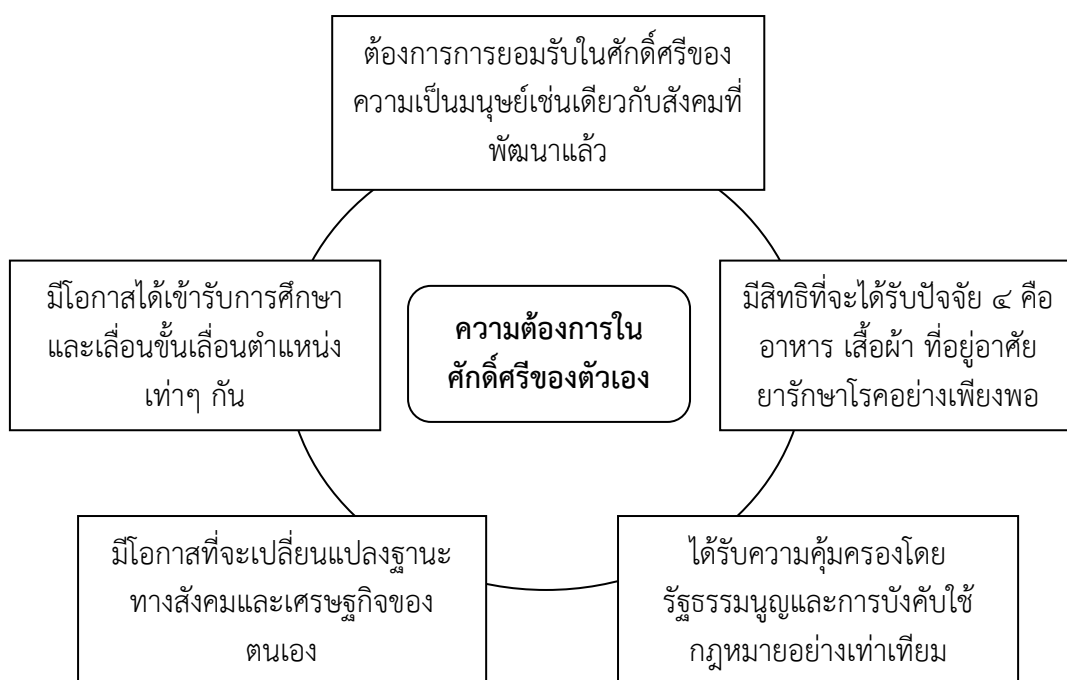 ต้องการการยอมรับในศักดิ์ศรีของ
ความเป็นมนุษย์เช่นเดียวกับสังคมที่
พัฒนาแล้ว
มีโอกาสได้เข้ารับการศึกษา
และเลื่อนขั้นเลื่อนตำแหน่ง
เท่าๆ กัน
ความต้องการใน
ศักดิ์ศรีของตัวเอง
มีสิทธิที่จะได้รับปัจจัย ๔ คือ
อาหาร เสื้อผ้า ที่อยู่อาศัย
ยารักษาโรคอย่างเพียงพอ
มีโอกาสที่จะเปลี่ยนแปลงฐานะ
ทางสังคมและเศรษฐกิจของ
ตนเอง
ได้รับความคุ้มครองโดย
รัฐธรรมนูญและการบังคับใช้
กฎหมายอย่างเท่าเทียม